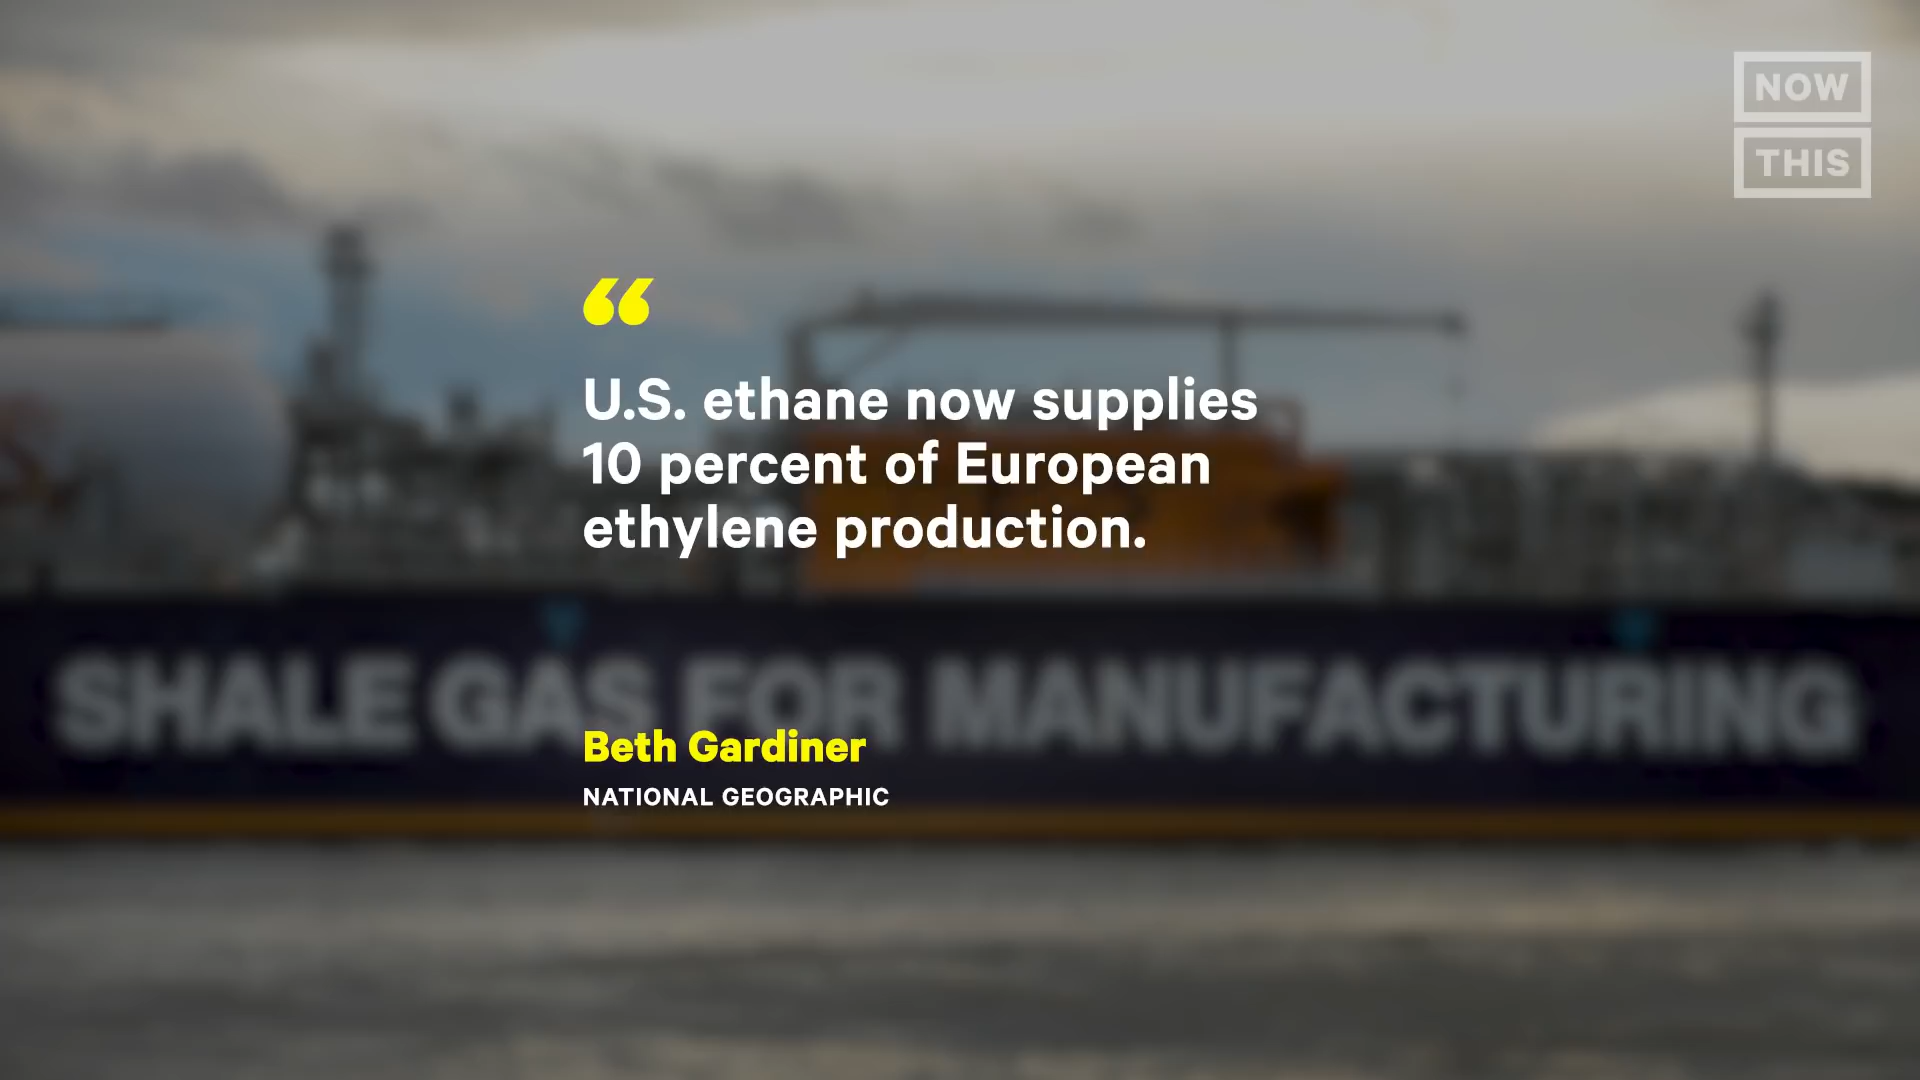 NOW
THIS
“
U.S. ethane now supplies
10 percent of European
ethylene production.
SHALE GAS FOR MANUFACTURING
Beth Gardiner
NATIONAL GEOGRAPHIC